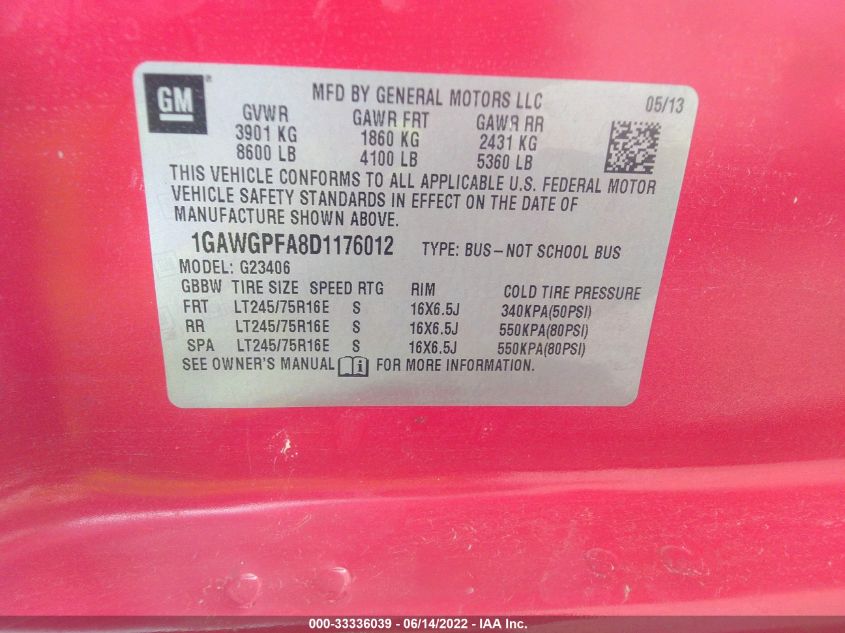 GM®
MFD BY GENERAL MOTORS LLC 05/13
GVWR GAWR FRT GAWR RR
3901 KG 1860 KG 2431 KG
8600 LB 4100 LB 5360 LB
THIS VEHICLE CONFORMS TO ALL APPLICABLE U.S. FEDERAL MOTOR
VEHICLE SAFETY STANDARDS IN EFFECT ON THE DATE OF
MANUFACTURE SHOWN ABOVE.
1GAWGPFA8D1176012 TYPE: BUS–NOT SCHOOL BUS
MODEL: G23406
GBBW TIRE SIZE SPEED RTG RIM COLD TIRE PRESSURE
FRT LT245/75R16E S 16X6.5J 340KPA(50PSI)
RR LT245/75R16E S 16X6.5J 550KPA(80PSI)
SPA LT245/75R16E S 16X6.5J 550KPA(80PSI)
SEE OWNER'S MANUAL FOR MORE INFORMATION.
000-33336039 - 06/14/2022 - IAA Inc.